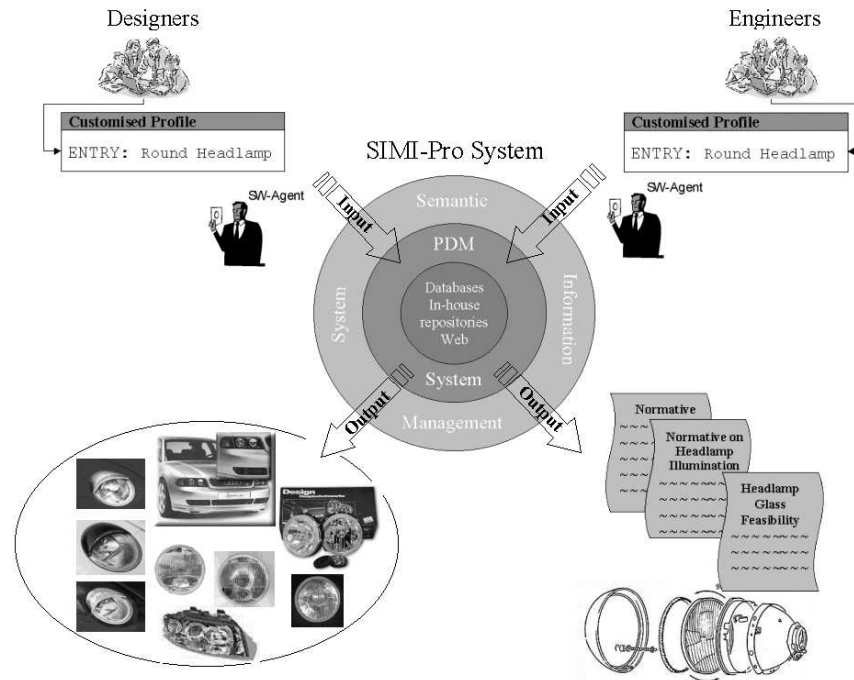 Designers
Engineers
Customised Profile
ENTRY: Round Headlamp
Customised Profile
ENTRY: Round Headlamp
SIMI-Pro System
SW-Agent
SW-Agent
Input
Input
Semantic
PDM
System
Information
Databases
In-house
repositories
Web
System
Management
Output
Output
Normative
Normative on
Headlamp
Illumination
Headlamp
Glass
Feasibility
Design